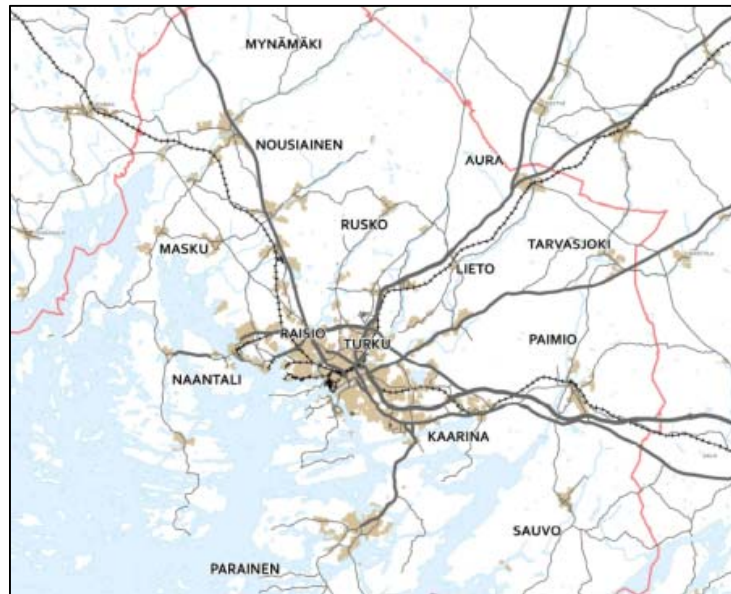 MYNÄMÄKI
NOUSIAINEN
AURA
RUSKO
MASKU
TARVASJOKI
LIETO
RAISIO
TURKU
PAIMIO
NAANTALI
KAARINA
SAUVO
PARAINEN